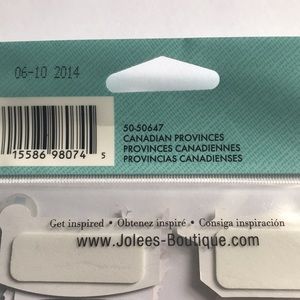 06-10 2014
50-50647
CANADIAN PROVINCES
PROVINCES CANADIENNES
PROVINCIAS CANADIENSES
15586 98074 5
Get inspired • Obtenez inspiré • Consiga inspiración
www.Jolees-Boutique.com